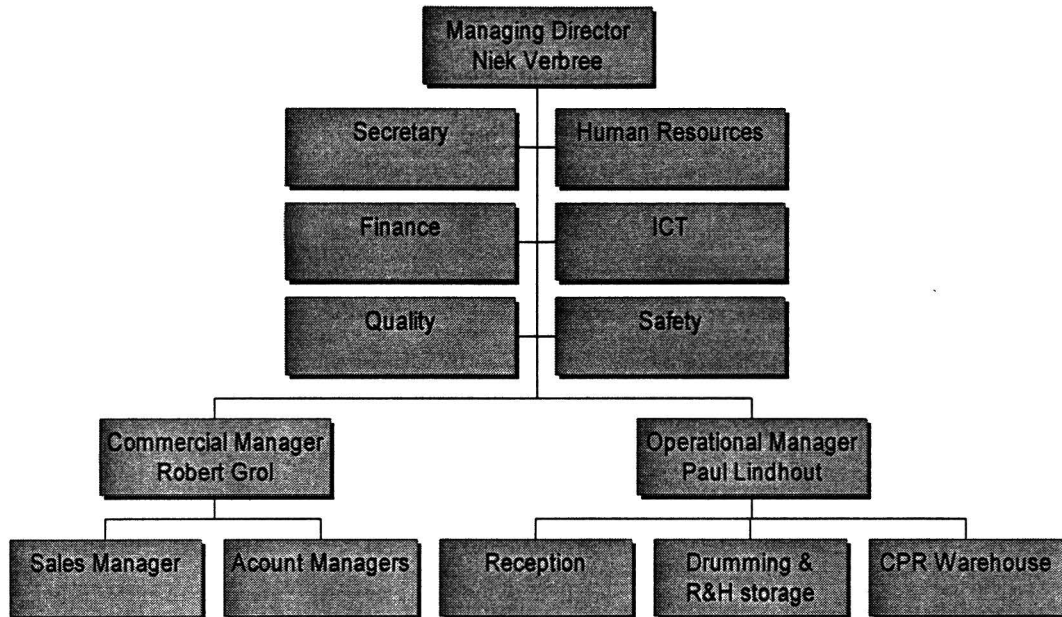 Managing Director
Niek Verbree
Secretary
Human Resources
Finance
ICT
Quality
Safety
Commercial Manager
Robert Grol
Operational Manager
Paul Lindhout
Sales Manager
Acount Managers
Reception
Drumming &
R&H storage
CPR Warehouse